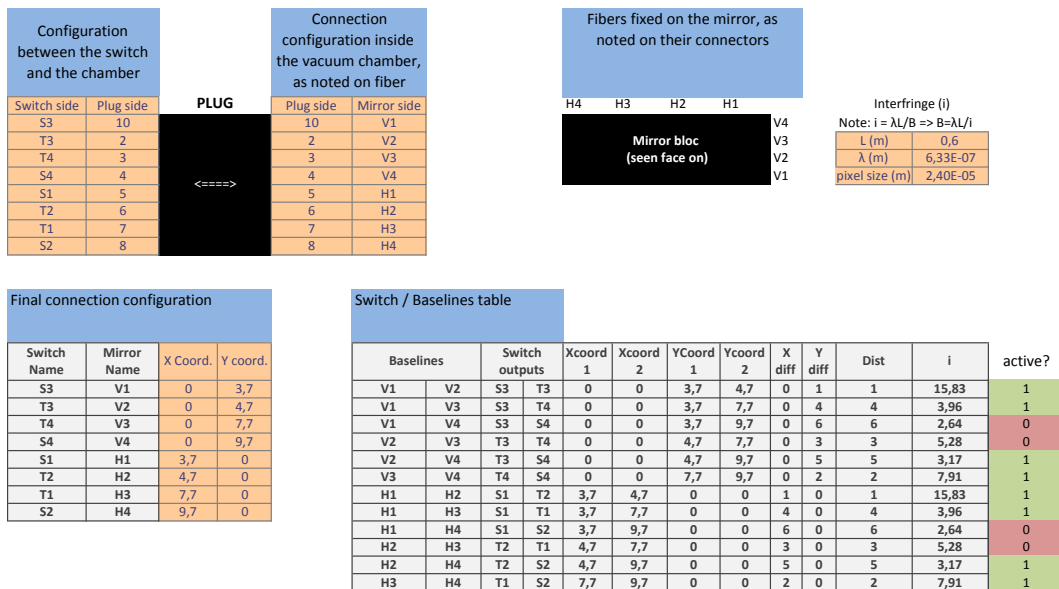 Configuration
between the switch
and the chamber
Connection
configuration inside
the vacuum chamber,
as noted on fiber
Switch side Plug side PLUG Plug side Mirror side
S3 10 10 V1
T3 2 2 V2
T4 3 3 V3
S4 4 4 V4
<====>
S1 5 5 H1
T2 6 6 H2
T1 7 7 H3
S2 8 8 H4
Fibers fixed on the mirror, as
noted on their connectors
H4 H3 H2 H1
V4
Mirror bloc V3
(seen face on) V2
V1
Interfringe (i)
Note: i = λL/B => B=λL/i
L (m) 0,6
λ (m) 6,33E-07
pixel size (m) 2,40E-05
Final connection configuration
Switch Name Mirror Name X Coord. Y coord.
S3 V1 0 3,7
T3 V2 0 4,7
T4 V3 0 7,7
S4 V4 0 9,7
S1 H1 3,7 0
T2 H2 4,7 0
T1 H3 7,7 0
S2 H4 9,7 0
Switch / Baselines table
Baselines Switch outputs Xcoord 1 Xcoord 2 YCoord 1 Ycoord 2 X diff Y diff Dist i active?
V1 V2 S3 T3 0 0 3,7 4,7 0 1 1 15,83 1
V1 V3 S3 T4 0 0 3,7 7,7 0 4 4 3,96 1
V1 V4 S3 S4 0 0 3,7 9,7 0 6 6 2,64 0
V2 V3 T3 T4 0 0 4,7 7,7 0 3 3 5,28 0
V2 V4 T3 S4 0 0 4,7 9,7 0 5 5 3,17 1
V3 V4 T4 S4 0 0 7,7 9,7 0 2 2 7,91 1
H1 H2 S1 T2 3,7 4,7 0 0 1 0 1 15,83 1
H1 H3 S1 T1 3,7 7,7 0 0 4 0 4 3,96 1
H1 H4 S1 S2 3,7 9,7 0 0 6 0 6 2,64 0
H2 H3 T2 T1 4,7 7,7 0 0 3 0 3 5,28 0
H2 H4 T2 S2 4,7 9,7 0 0 5 0 5 3,17 1
H3 H4 T1 S2 7,7 9,7 0 0 2 0 2 7,91 1